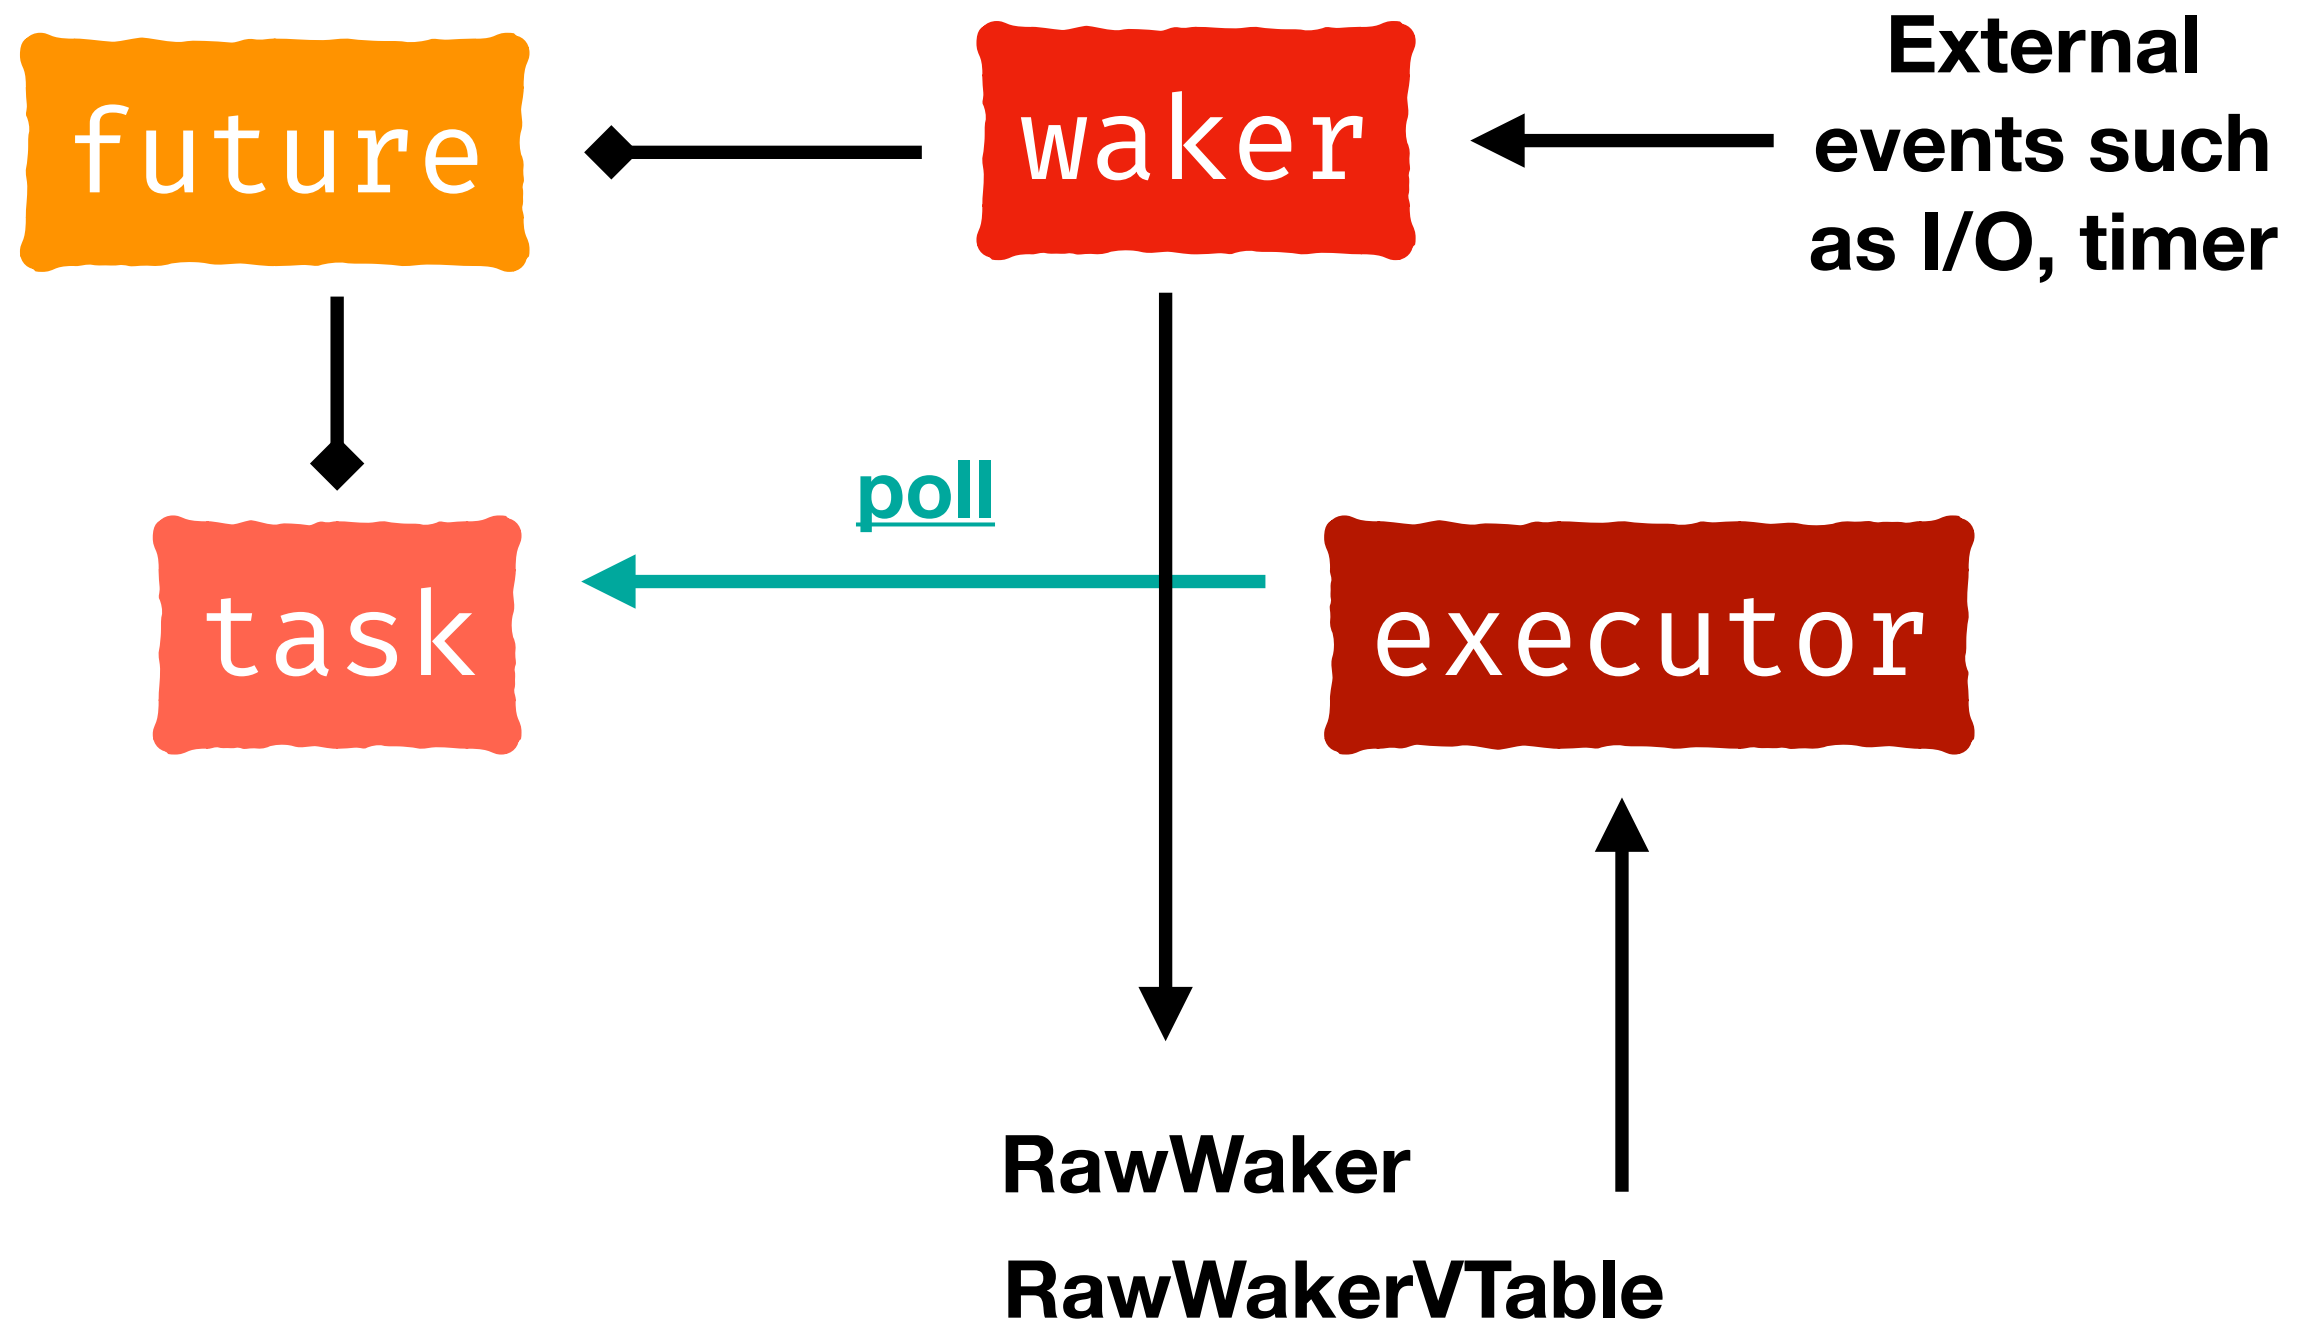 future
waker
External
events such
as I/O, timer
poll
task
executor
RawWaker
RawWakerVTable